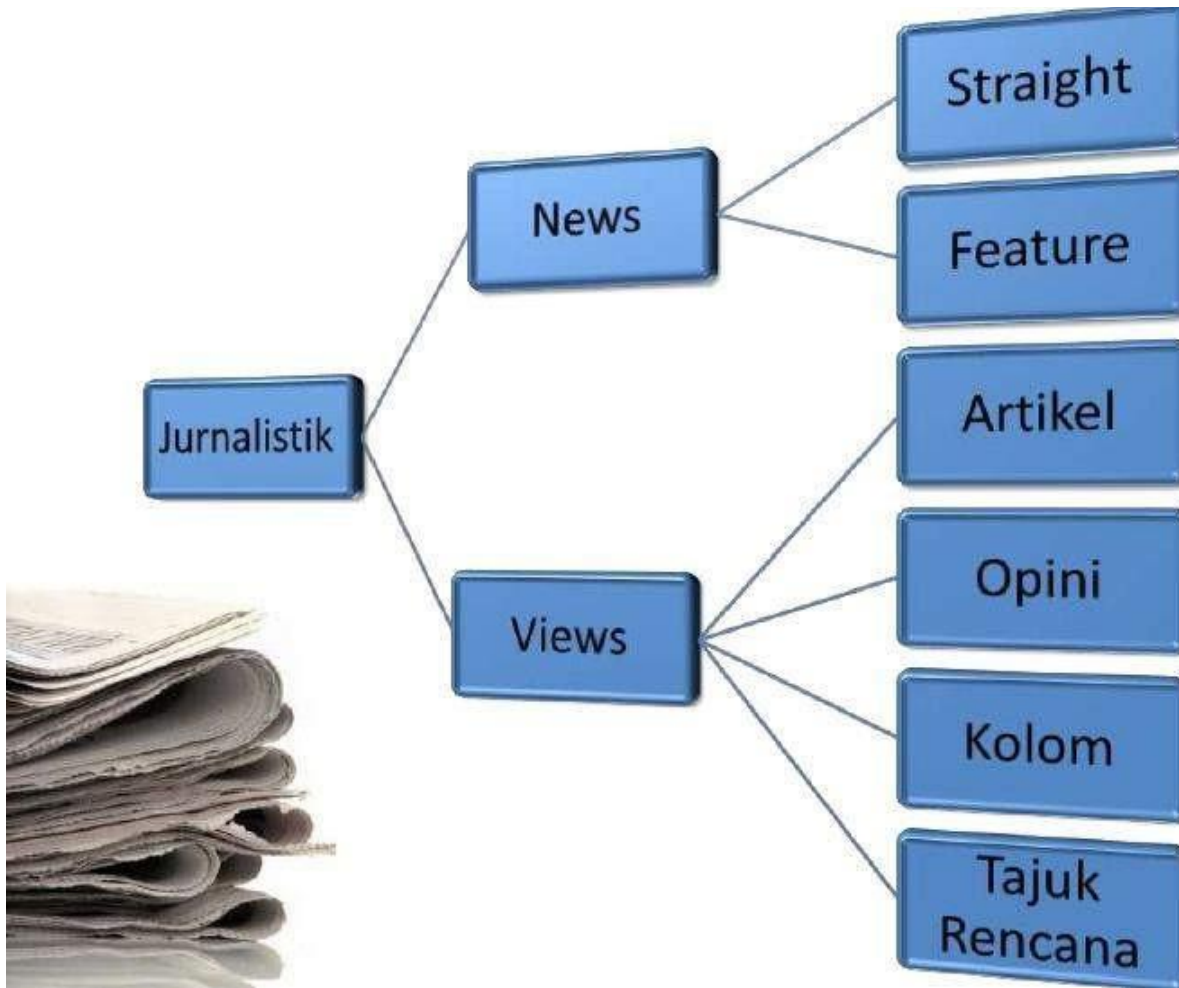 Jurnalistik
News
Straight
Feature
Views
Artikel
Opini
Kolom
Tajuk
Rencana